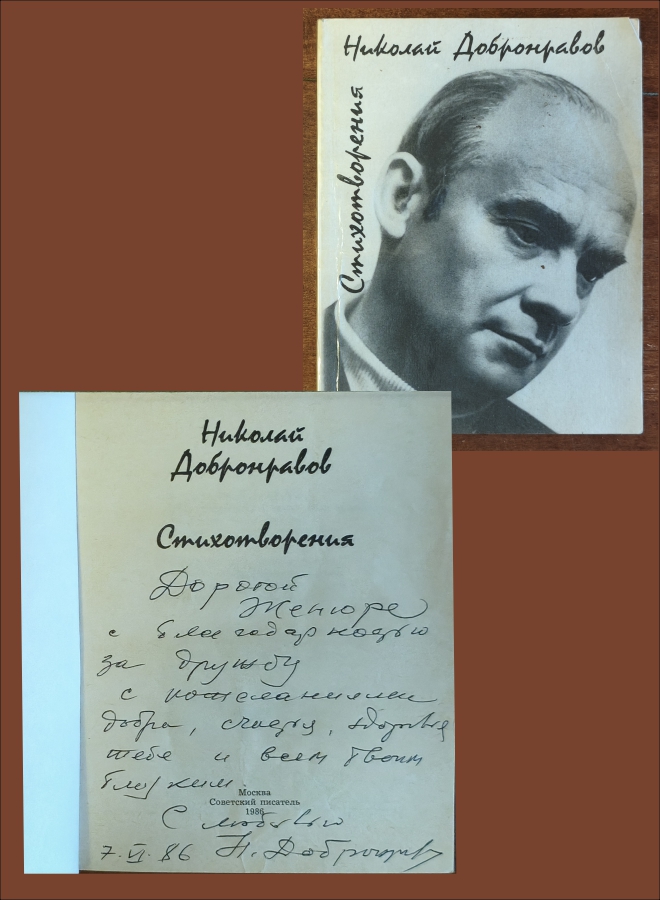 Николай Добронравов
Стихотворения
Николай
Добронравов
Стихотворения
Дорогой
Женюре
с благодарностью
за дружбу
с пожеланиями
добра, счастья, здоровья
тебе и всем твоим
близким.
Москва
Советский писатель
1986
С любовью
7.VI.86 Н. Добронравов